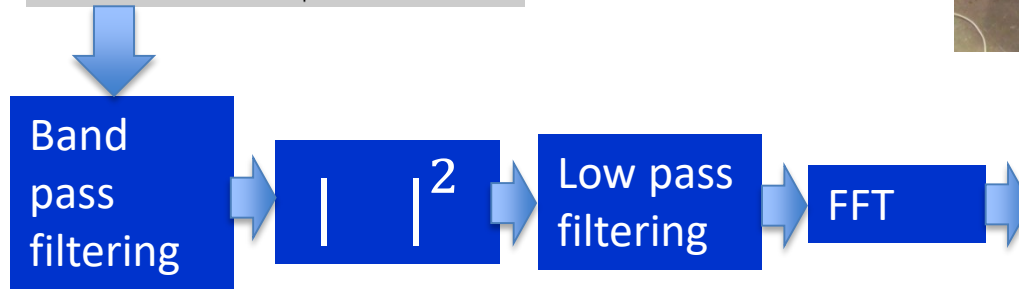 Band
pass
filtering
| |²
Low pass
filtering
FFT